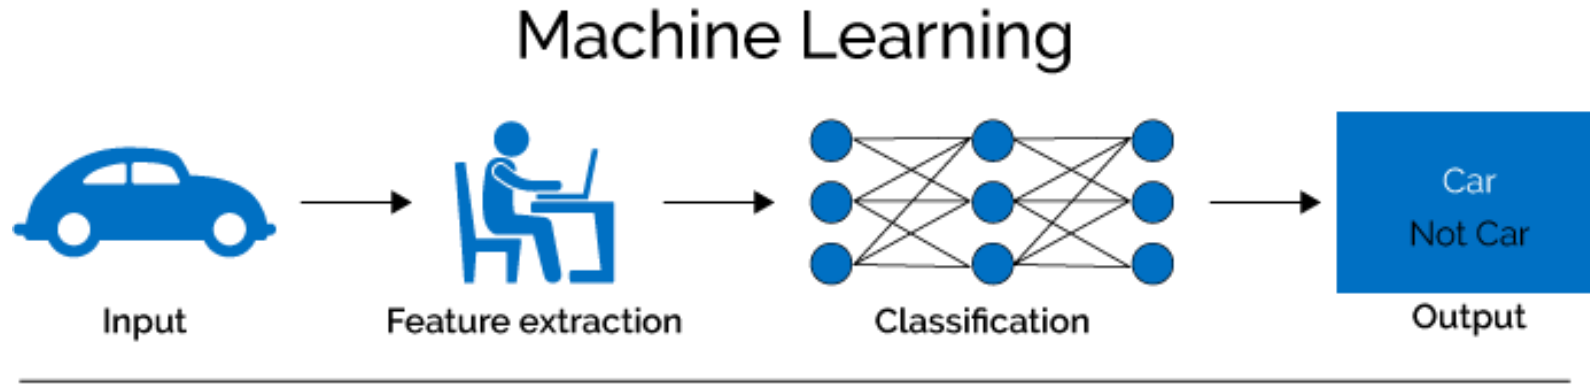 Machine Learning
Car
Not Car
Input
Feature extraction
Classification
Output